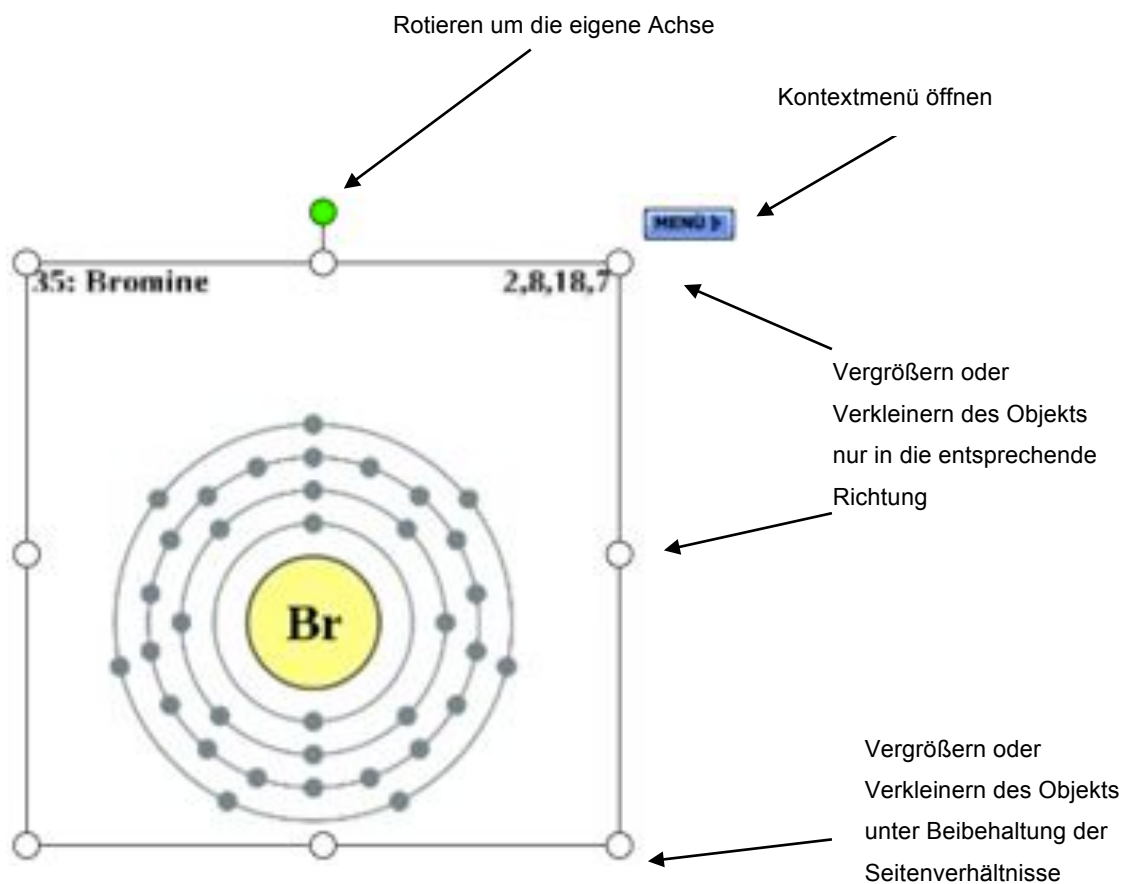 Rotieren um die eigene Achse
Kontextmenü öffnen
MENÜ
35: Bromine
2,8,18,7
Vergrößern oder
Verkleinern des Objekts
nur in die entsprechende
Richtung
Br
Vergrößern oder
Verkleinern des Objekts
unter Beibehaltung der
Seitenverhältnisse